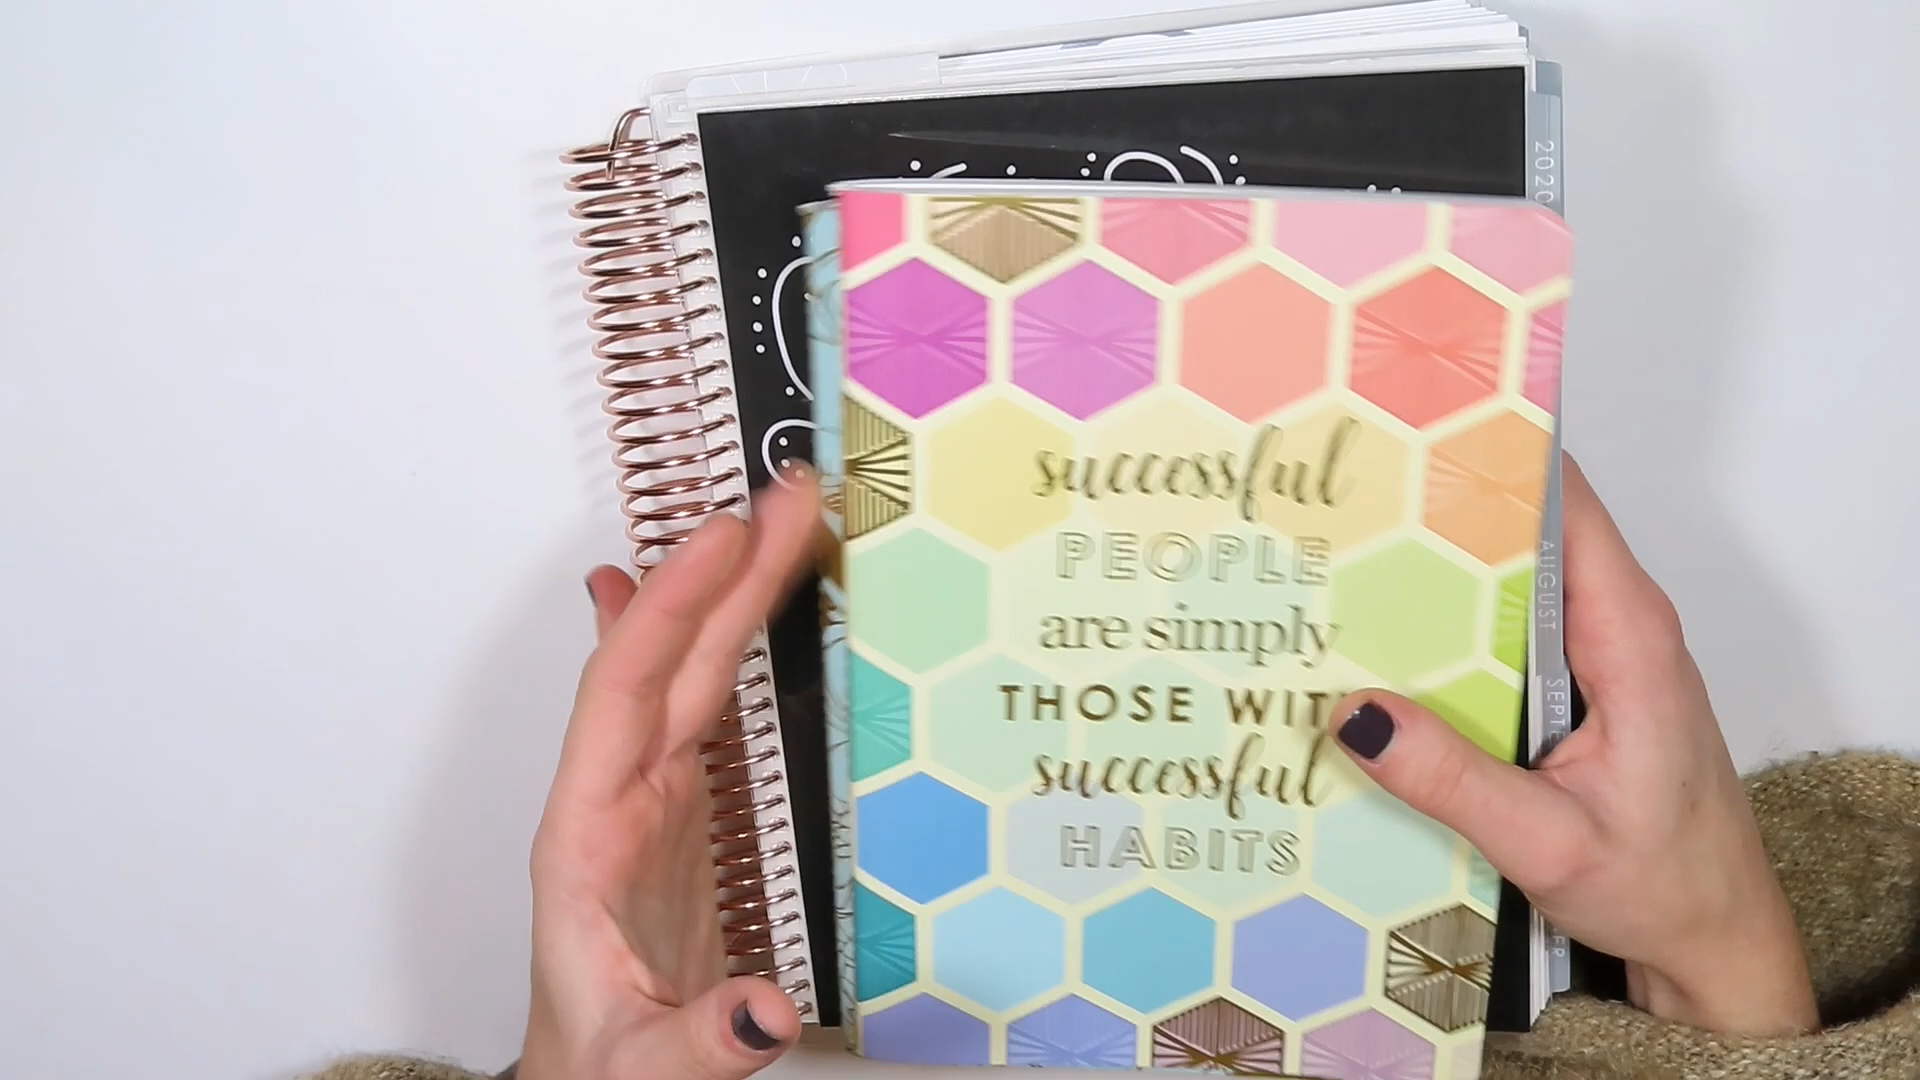 2020
successful
PEOPLE
are simply
THOSE WIT
successful
HABITS
AUGUST
SEPTE